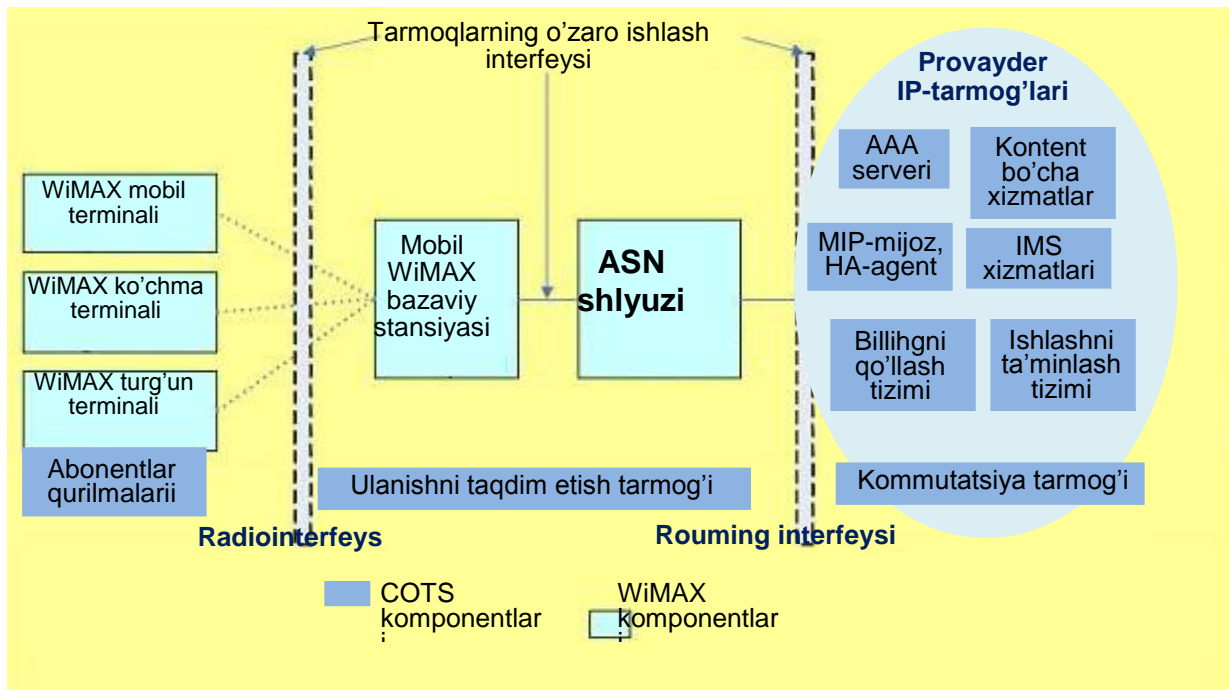 Tarmoqlarning o’zaro ishlash
interfeysi
Provayder
IP-tarmog’lari
AAA
serveri
Kontent
bo’cha
xizmatlar
WiMAX mobil
terminali
MIP-mijoz,
HA-agent
IMS
xizmatlari
Mobil
WiMAX
bazaviy
stansiyasi
ASN
shlyuzi
WiMAX ko’chma
terminali
Billihgni
qo’llash
tizimi
Ishlashni
ta’minlash
tizimi
WiMAX turg’un
terminali
Abonentlar
qurilmalarii
Ulanishni taqdim etish tarmog’i
Kommutatsiya tarmog’i
Radiointerfeys
Rouming interfeysi
COTS
komponentlar
i
WiMAX
komponentlar
i